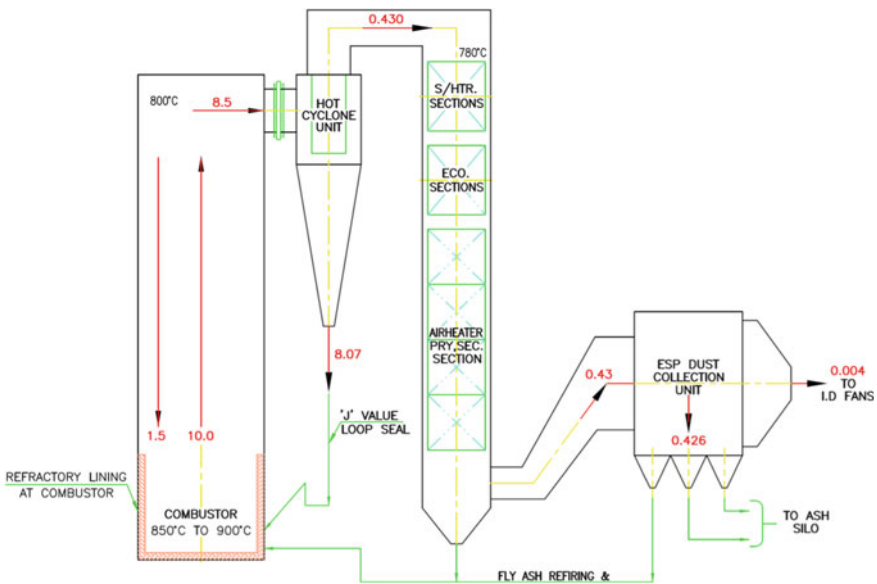 0.430
780°C
800°C
8.5
HOT
CYCLONE
UNIT
S/HTR.
SECTIONS
ECO.
SECTIONS
8.07
AIRHEATER
PRY,SEC.
SECTION
ESP DUST
COLLECTION
UNIT
0.43
0.004
TO
I.D FANS
'J' VALUE
LOOP SEAL
1.5
10.0
0.426
REFRACTORY LINING
AT COMBUSTOR
COMBUSTOR
850°C TO 900°C
TO ASH
SILO
FLY ASH REFIRING &